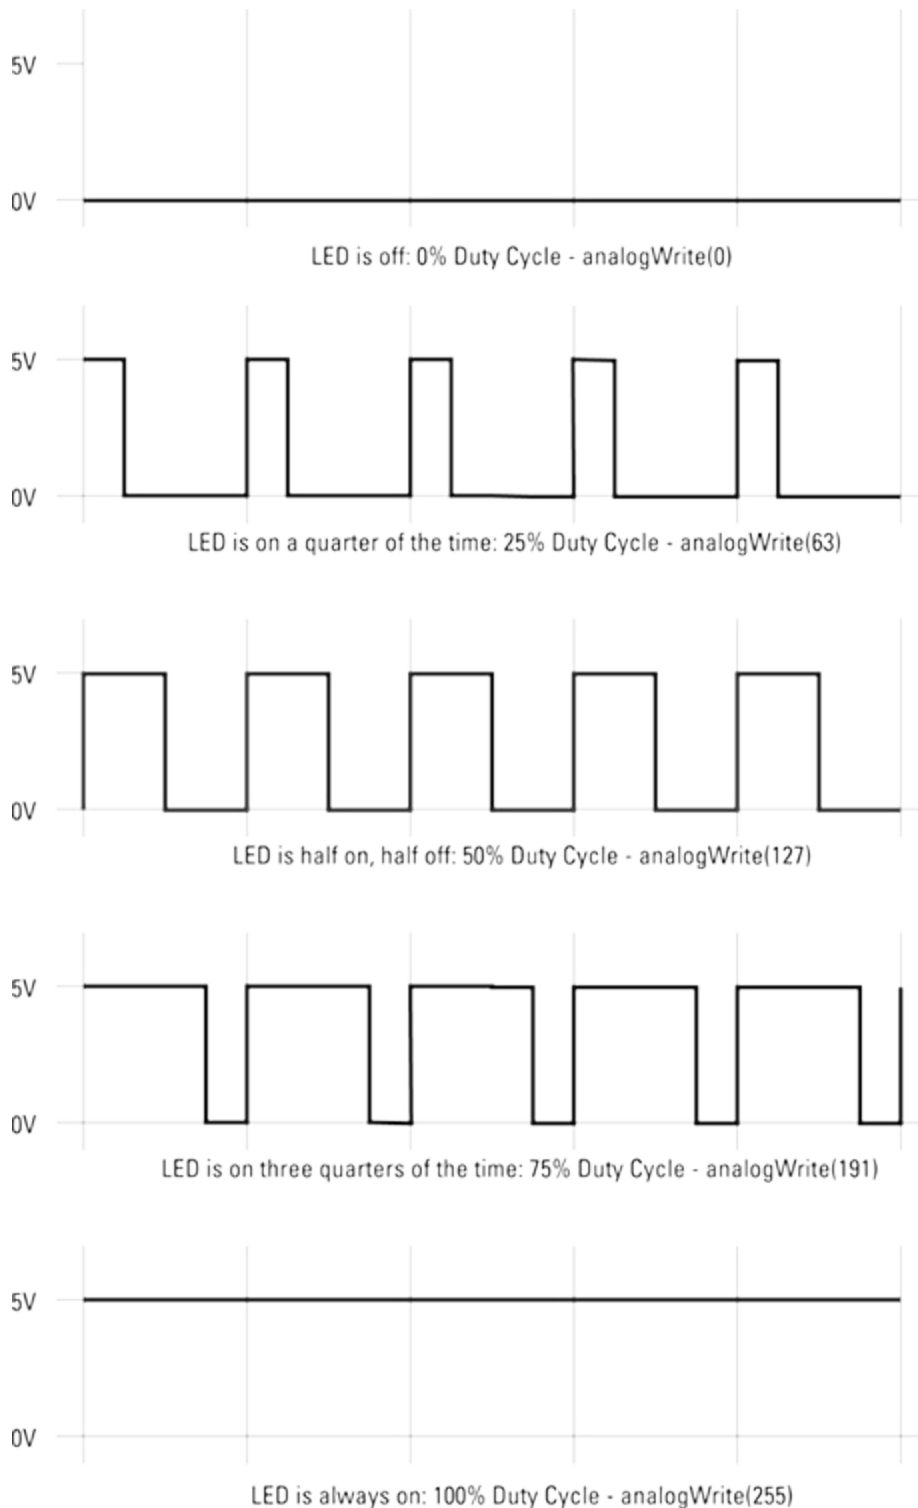 5V
0V
LED is off: 0% Duty Cycle - analogWrite(0)
5V
0V
LED is on a quarter of the time: 25% Duty Cycle - analogWrite(63)
5V
0V
LED is half on, half off: 50% Duty Cycle - analogWrite(127)
5V
0V
LED is on three quarters of the time: 75% Duty Cycle - analogWrite(191)
5V
0V
LED is always on: 100% Duty Cycle - analogWrite(255)